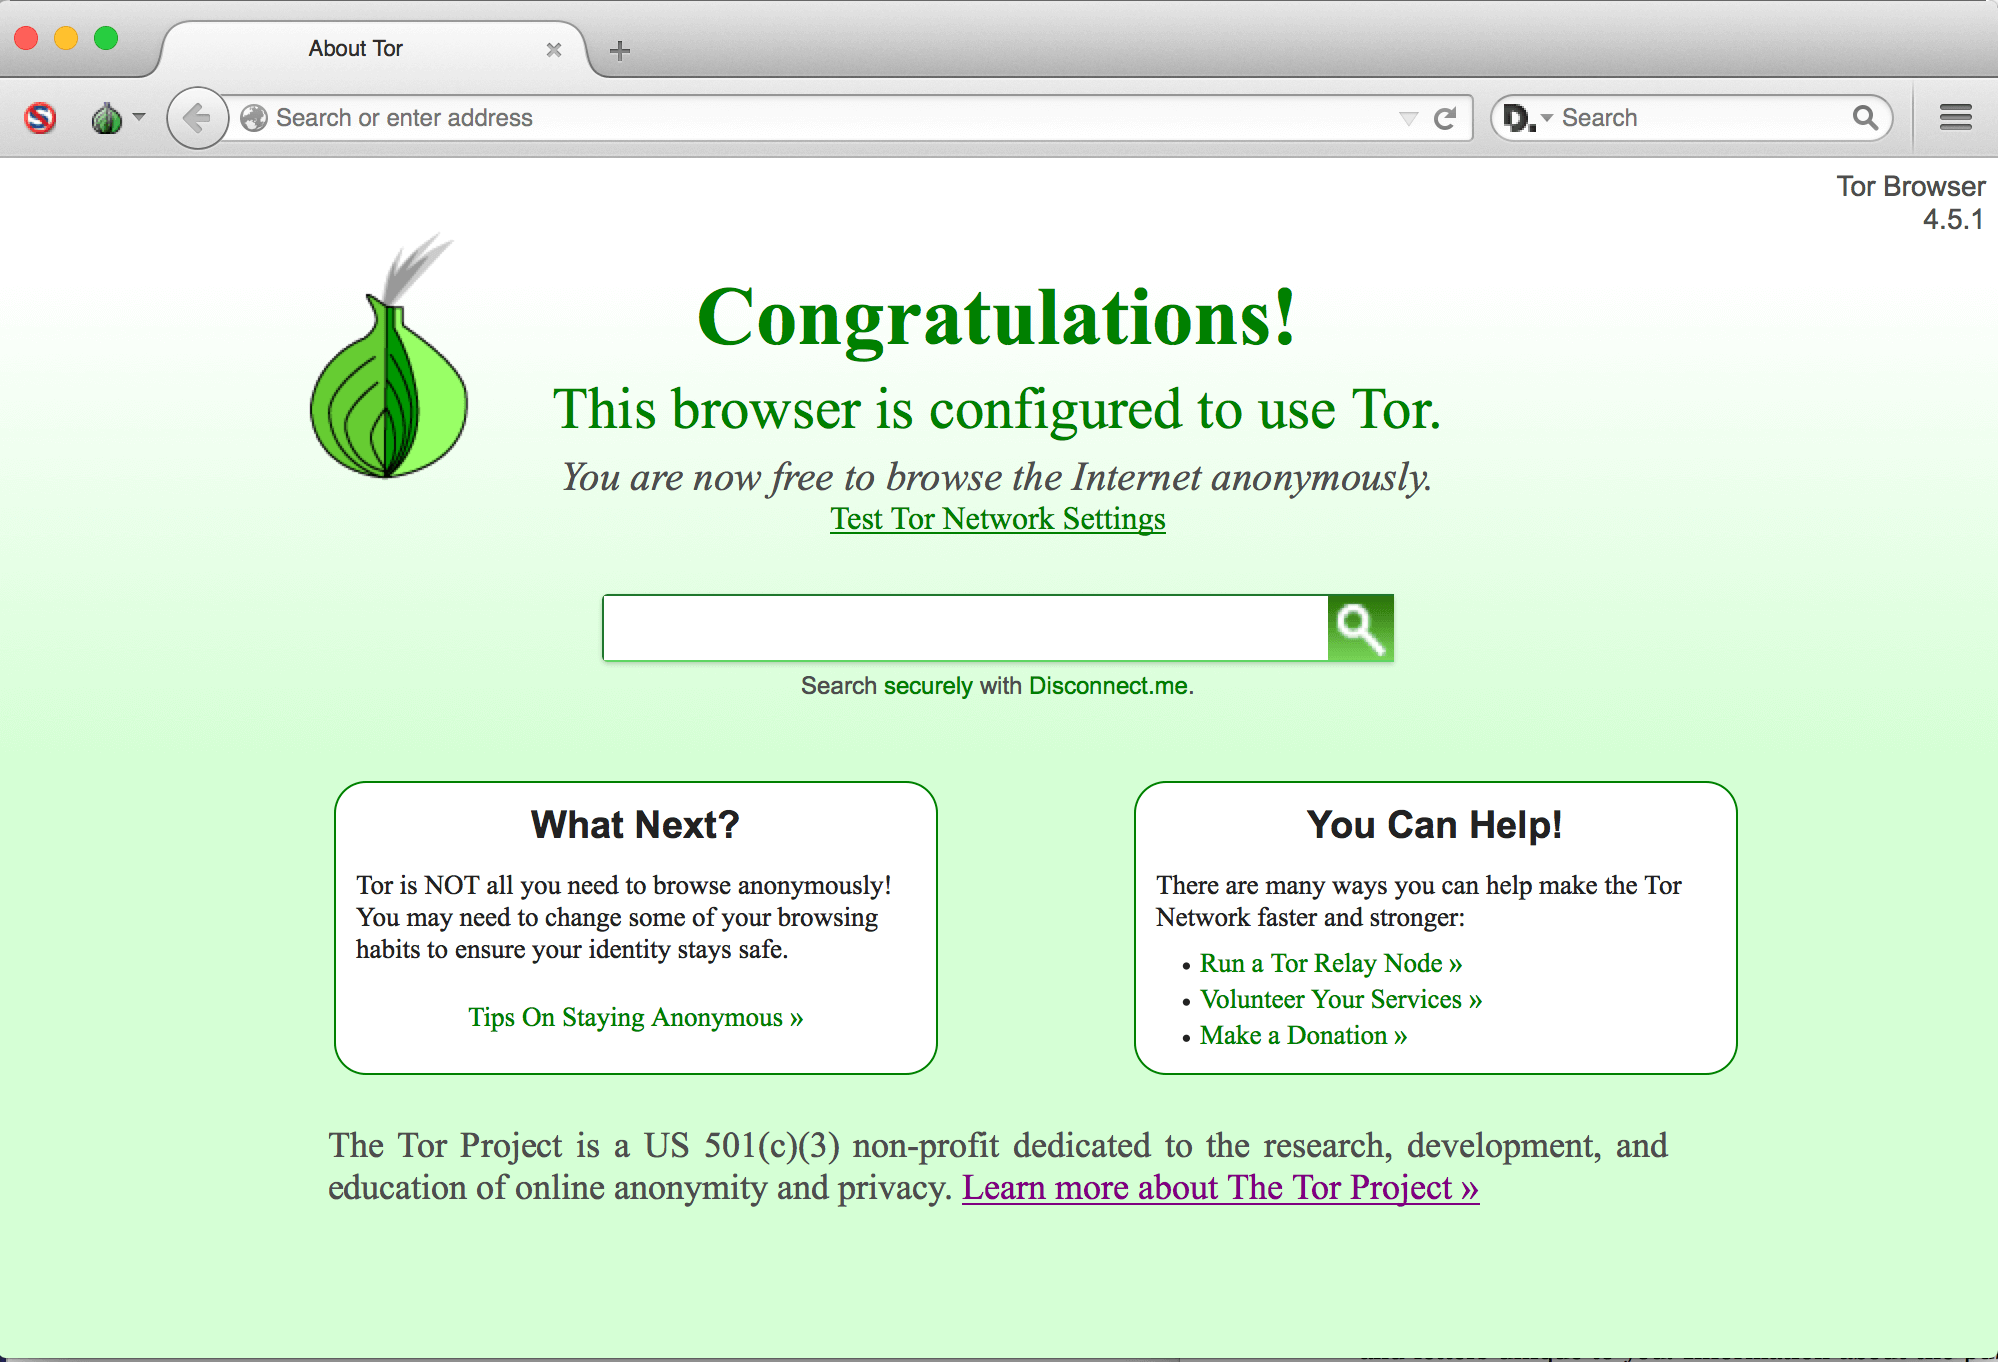 About Tor
Search or enter address
D.
Search
Tor Browser
4.5.1
Congratulations!
This browser is configured to use Tor.
You are now free to browse the Internet anonymously.
Test Tor Network Settings
Search securely with Disconnect.me.
What Next?
Tor is NOT all you need to browse anonymously!
You may need to change some of your browsing
habits to ensure your identity stays safe.
Tips On Staying Anonymous »
You Can Help!
There are many ways you can help make the Tor
Network faster and stronger:
• Run a Tor Relay Node »
• Volunteer Your Services »
• Make a Donation »
The Tor Project is a US 501(c)(3) non-profit dedicated to the research, development, and
education of online anonymity and privacy. Learn more about The Tor Project »